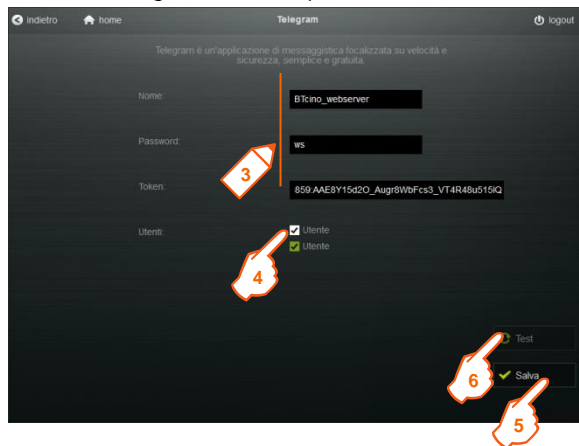 indietro home Telegram logout
Telegram è un'applicazione di messaggistica focalizzata su velocità e
sicurezza, semplice e gratuita.
Nome: BTcino_webserver
Password: ws
3
Token: 859:AAE8Y15d2O_Augr8WbFcs3_VT4R48u515iQ
Utenti: Utente
Utente
4
Test
6
Salva
5